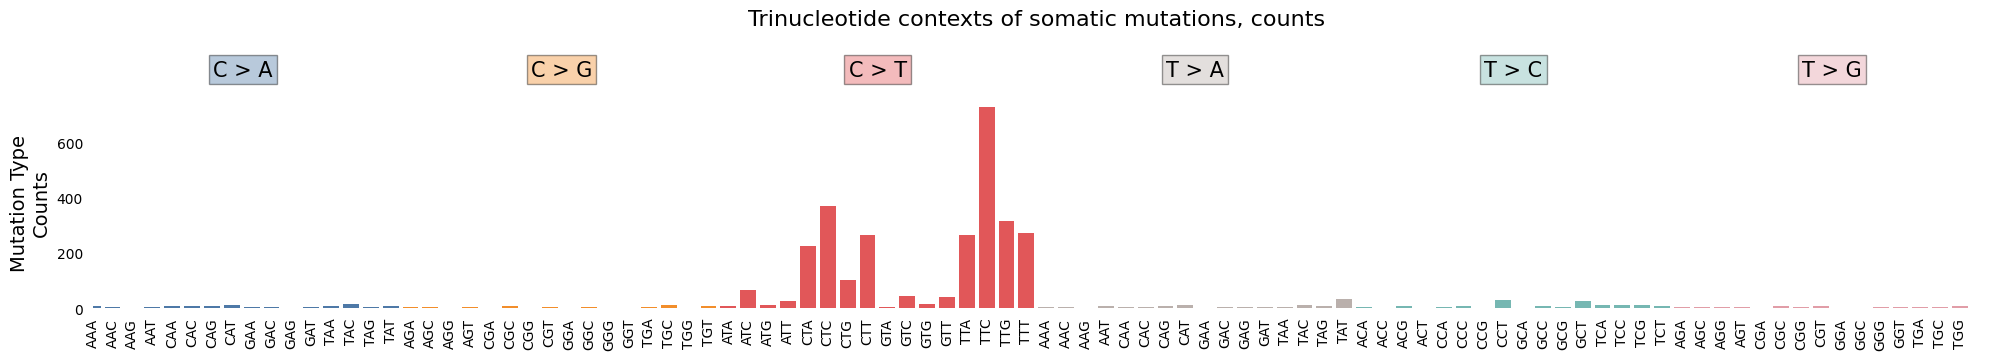 Trinucleotide contexts of somatic mutations, counts
C > A
C > G
C > T
T > A
T > C
T > G
Mutation Type
Counts
600
400
200
0
AAA AAC AAG AAT CAA CAC CAG CAT GAA GAC GAG GAT TAA TAC TAG TAT AGA AGC AGG AGT CGA CGC CGG CGT GGA GGC GGG GGT TGA TGC TGG TGT ATA ATC ATG ATT CTA CTC CTG CTT GTA GTC GTG GTT TTA TTC TTG TTT AAA AAC AAG AAT CAA CAC CAG CAT GAA GAC GAG GAT TAA TAC TAG TAT ACA ACC ACG ACT CCA CCC CCG CCT GCA GCC GCG GCT TCA TCC TCG TCT AGA AGC AGG AGT CGA CGC CGG CGT GGA GGC GGG GGT TGA TGC TGG